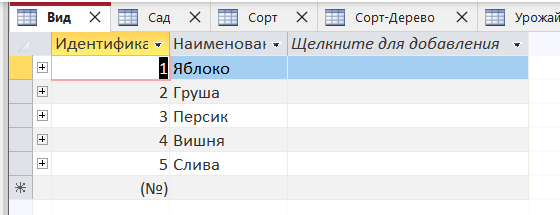 Вид Сад Сорт Сорт-Дерево Урожай
Идентифика Наименован Щелкните для добавления
1 Яблоко
2 Груша
3 Персик
4 Вишня
5 Слива
(№)